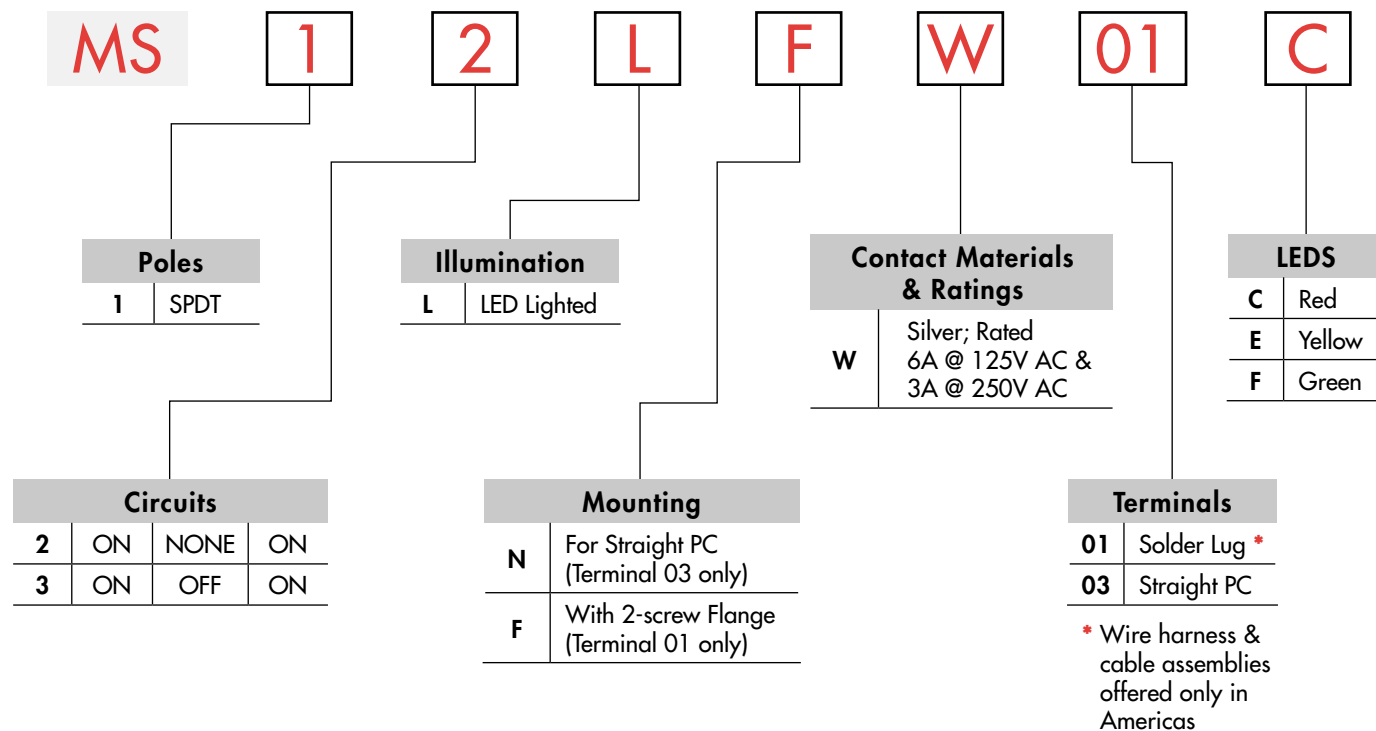 MS 1 2 L F W 01 C
Poles
1 SPDT
Illumination
L LED Lighted
Contact Materials
& Ratings
W Silver; Rated
6A @ 125V AC &
3A @ 250V AC
LEDS
C Red
E Yellow
F Green
Circuits
2 ON NONE ON
3 ON OFF ON
Mounting
N For Straight PC
(Terminal 03 only)
F With 2-screw Flange
(Terminal 01 only)
Terminals
01 Solder Lug *
03 Straight PC
* Wire harness &
cable assemblies
offered only in
Americas